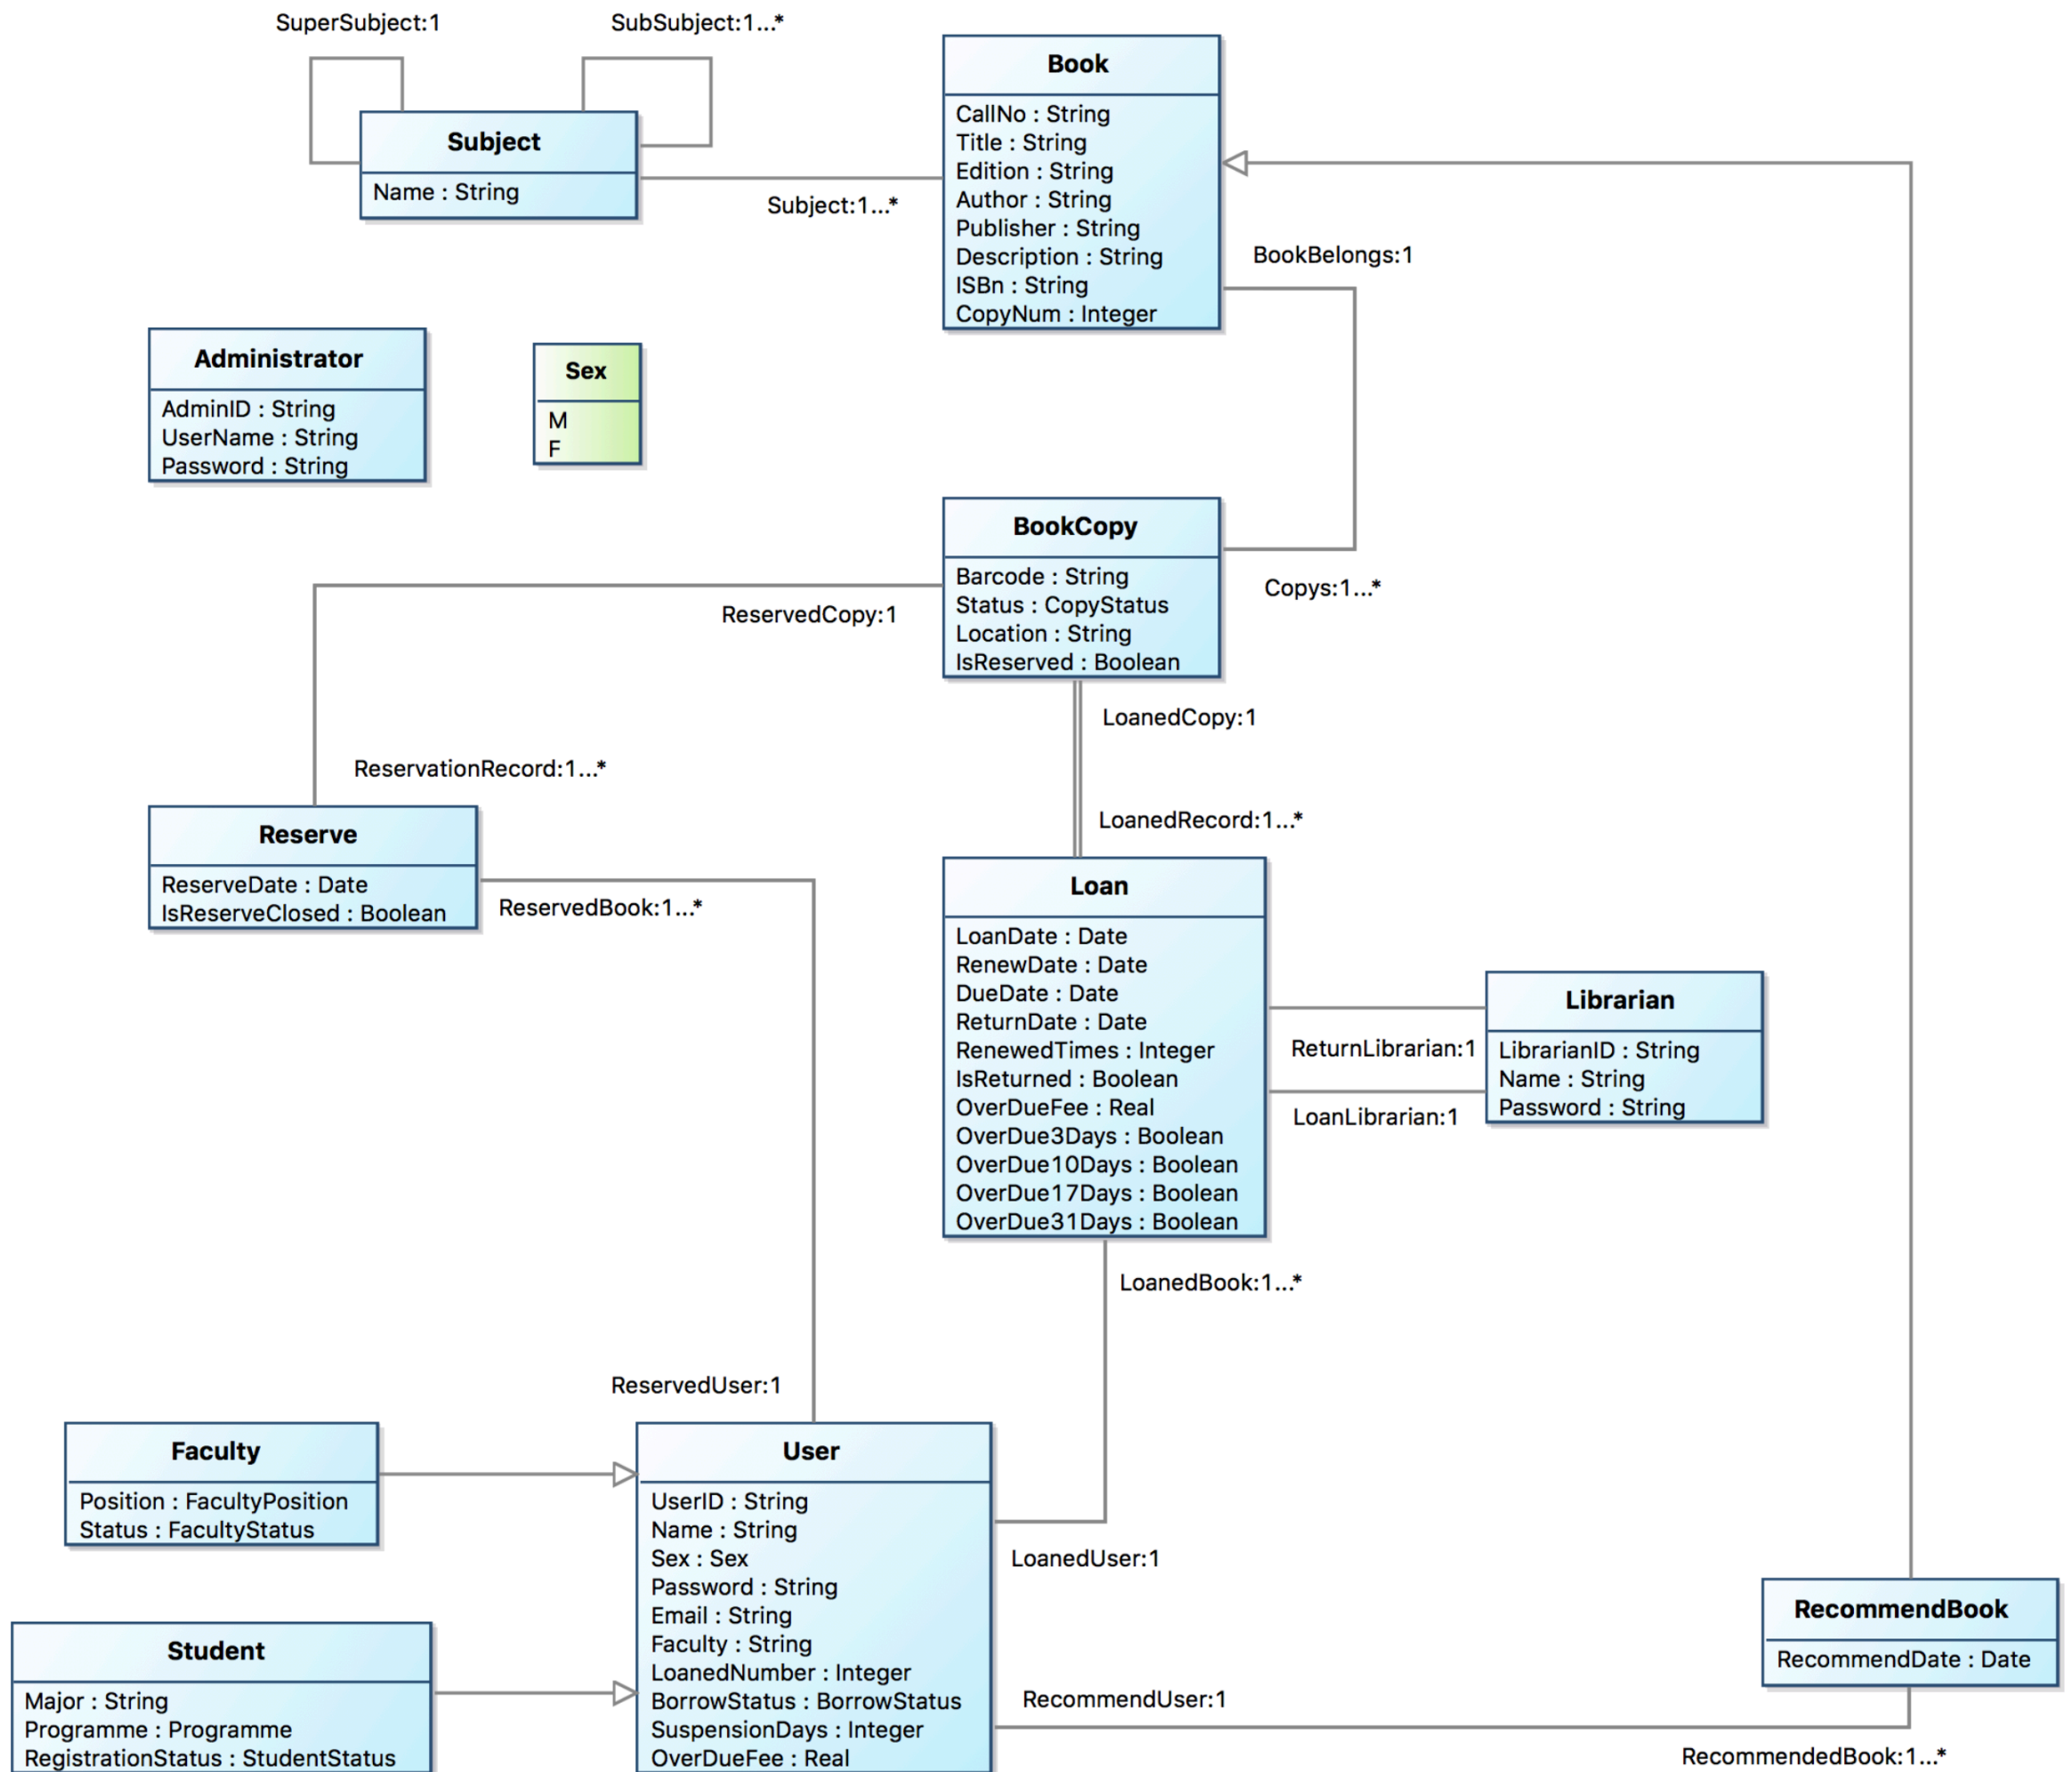 SuperSubject:1
SubSubject:1...*
Subject
Name : String
Subject:1...*
Book
CallNo : String
Title : String
Edition : String
Author : String
Publisher : String
Description : String
ISBn : String
CopyNum : Integer
BookBelongs:1
Administrator
AdminID : String
UserName : String
Password : String
Sex
M
F
BookCopy
Barcode : String
Status : CopyStatus
Location : String
IsReserved : Boolean
Copys:1...*
ReservedCopy:1
ReservationRecord:1...*
LoanedCopy:1
LoanedRecord:1...*
Reserve
ReserveDate : Date
IsReserveClosed : Boolean
ReservedBook:1...*
Loan
LoanDate : Date
RenewDate : Date
DueDate : Date
ReturnDate : Date
RenewedTimes : Integer
IsReturned : Boolean
OverDueFee : Real
OverDue3Days : Boolean
OverDue10Days : Boolean
OverDue17Days : Boolean
OverDue31Days : Boolean
ReturnLibrarian:1
LoanLibrarian:1
Librarian
LibrarianID : String
Name : String
Password : String
LoanedBook:1...*
ReservedUser:1
Faculty
Position : FacultyPosition
Status : FacultyStatus
User
UserID : String
Name : String
Sex : Sex
Password : String
Email : String
Faculty : String
LoanedNumber : Integer
BorrowStatus : BorrowStatus
SuspensionDays : Integer
OverDueFee : Real
LoanedUser:1
Student
Major : String
Programme : Programme
RegistrationStatus : StudentStatus
RecommendBook
RecommendDate : Date
RecommendUser:1
RecommendedBook:1...*